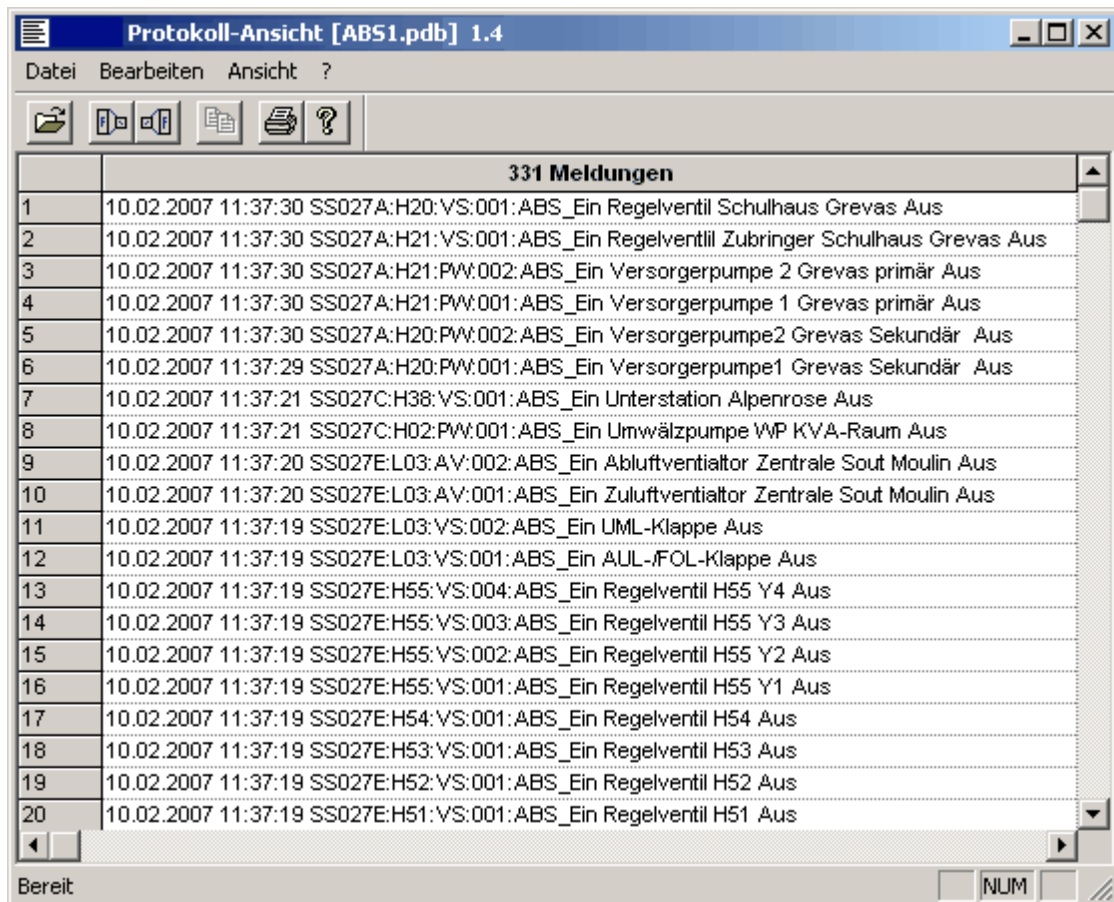 Protokoll-Ansicht [ABS1.pdb] 1.4
Datei Bearbeiten Ansicht ?
331 Meldungen
1 10.02.2007 11:37:30 SS027A:H20:VS:001:ABS_Ein Regelventil Schulhaus Grevas Aus
2 10.02.2007 11:37:30 SS027A:H21:VS:001:ABS_Ein Regelventlil Zubringer Schulhaus Grevas Aus
3 10.02.2007 11:37:30 SS027A:H21:PW:002:ABS_Ein Versorgerpumpe 2 Grevas primär Aus
4 10.02.2007 11:37:30 SS027A:H21:PW:001:ABS_Ein Versorgerpumpe 1 Grevas primär Aus
5 10.02.2007 11:37:30 SS027A:H20:PW:002:ABS_Ein Versorgerpumpe2 Grevas Sekundär Aus
6 10.02.2007 11:37:29 SS027A:H20:PW:001:ABS_Ein Versorgerpumpe1 Grevas Sekundär Aus
7 10.02.2007 11:37:21 SS027C:H38:VS:001:ABS_Ein Unterstation Alpenrose Aus
8 10.02.2007 11:37:21 SS027C:H02:PW:001:ABS_Ein Umwälzpumpe WP KVA-Raum Aus
9 10.02.2007 11:37:20 SS027E:L03:AV:002:ABS_Ein Abluftventialtor Zentrale Sout Moulin Aus
10 10.02.2007 11:37:20 SS027E:L03:AV:001:ABS_Ein Zuluftventialtor Zentrale Sout Moulin Aus
11 10.02.2007 11:37:19 SS027E:L03:VS:002:ABS_Ein UML-Klappe Aus
12 10.02.2007 11:37:19 SS027E:L03:VS:001:ABS_Ein AUL-/FOL-Klappe Aus
13 10.02.2007 11:37:19 SS027E:H55:VS:004:ABS_Ein Regelventil H55 Y4 Aus
14 10.02.2007 11:37:19 SS027E:H55:VS:003:ABS_Ein Regelventil H55 Y3 Aus
15 10.02.2007 11:37:19 SS027E:H55:VS:002:ABS_Ein Regelventil H55 Y2 Aus
16 10.02.2007 11:37:19 SS027E:H55:VS:001:ABS_Ein Regelventil H55 Y1 Aus
17 10.02.2007 11:37:19 SS027E:H54:VS:001:ABS_Ein Regelventil H54 Aus
18 10.02.2007 11:37:19 SS027E:H53:VS:001:ABS_Ein Regelventil H53 Aus
19 10.02.2007 11:37:19 SS027E:H52:VS:001:ABS_Ein Regelventil H52 Aus
20 10.02.2007 11:37:19 SS027E:H51:VS:001:ABS_Ein Regelventil H51 Aus
Bereit NUM